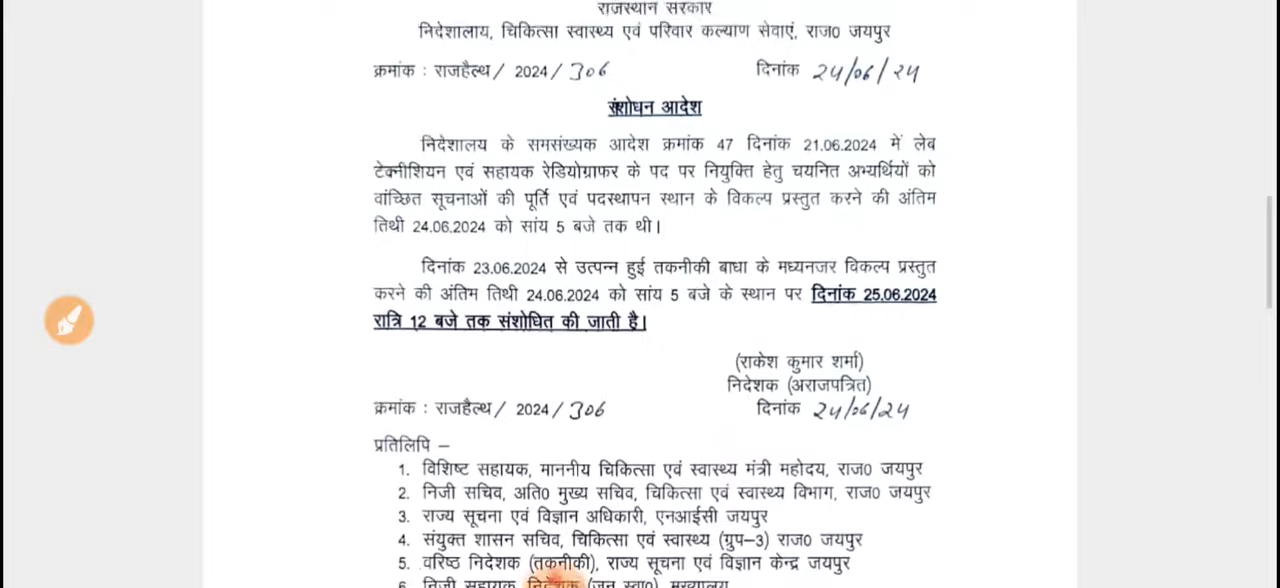 राजस्थान सरकार
निदेशालाय, चिकित्सा स्वास्थ्य एवं परिवार कल्याण सेवाएं, राज0 जयपुर
क्रमांक : राजहैल्थ / 2024 / 306 दिनांक 24/06/24
संशोधन आदेश
निदेशालय के समसंख्यक आदेश क्रमांक 47 दिनांक 21.06.2024 में लेब
टेक्नीशियन एवं सहायक रेडियोग्राफर के पद पर नियुक्ति हेतु चयनित अभ्यर्थियों को
वांच्छित सूचनाओं की पूर्ति एवं पदस्थापन स्थान के विकल्प प्रस्तुत करने की अंतिम
तिथी 24.06.2024 को सांय 5 बजे तक थी।
दिनांक 23.06.2024 से उत्पन्न हुई तकनीकी बाधा के मध्यनजर विकल्प प्रस्तुत
करने की अंतिम तिथी 24.06.2024 को सांय 5 बजे के स्थान पर दिनांक 25.06.2024
रात्रि 12 बजे तक संशोधित की जाती है।
(राकेश कुमार शर्मा)
निदेशक (अराजपत्रित)
क्रमांक : राजहैल्थ / 2024 / 306 दिनांक 24/06/24
प्रतिलिपि –
1. विशिष्ट सहायक, माननीय चिकित्सा एवं स्वास्थ्य मंत्री महोदय, राज0 जयपुर
2. निजी सचिव, अति0 मुख्य सचिव, चिकित्सा एवं स्वास्थ्य विभाग, राज0 जयपुर
3. राज्य सूचना एवं विज्ञान अधिकारी, एनआईसी जयपुर
4. संयुक्त शासन सचिव, चिकित्सा एवं स्वास्थ्य (ग्रुप–3) राज0 जयपुर
5. वरिष्ठ निदेशक (तकनीकी), राज्य सूचना एवं विज्ञान केन्द्र जयपुर
6. निजी सहायक निदेशक (जन स्वा0) मुख्यालय